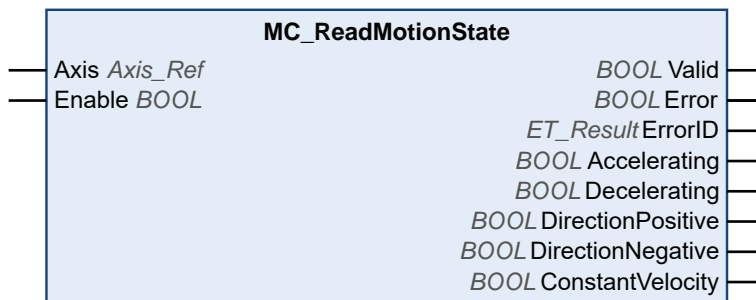 MC_ReadMotionState
Axis Axis_Ref BOOL Valid
Enable BOOL BOOL Error
ET_Result ErrorID
BOOL Accelerating
BOOL Decelerating
BOOL DirectionPositive
BOOL DirectionNegative
BOOL ConstantVelocity